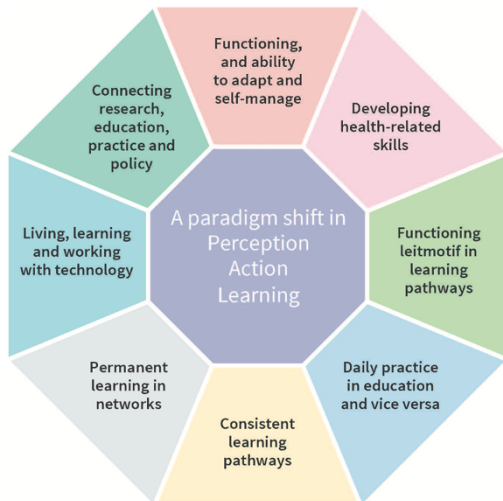 Functioning,
and ability
to adapt and
self-manage
Developing
health-related
skills
Functioning
leitmotif in
learning
pathways
Daily practice
in education
and vice versa
Consistent
learning
pathways
Permanent
learning in
networks
Living, learning
and working
with technology
Connecting
research,
education,
practice and
policy
A paradigm shift in
Perception
Action
Learning